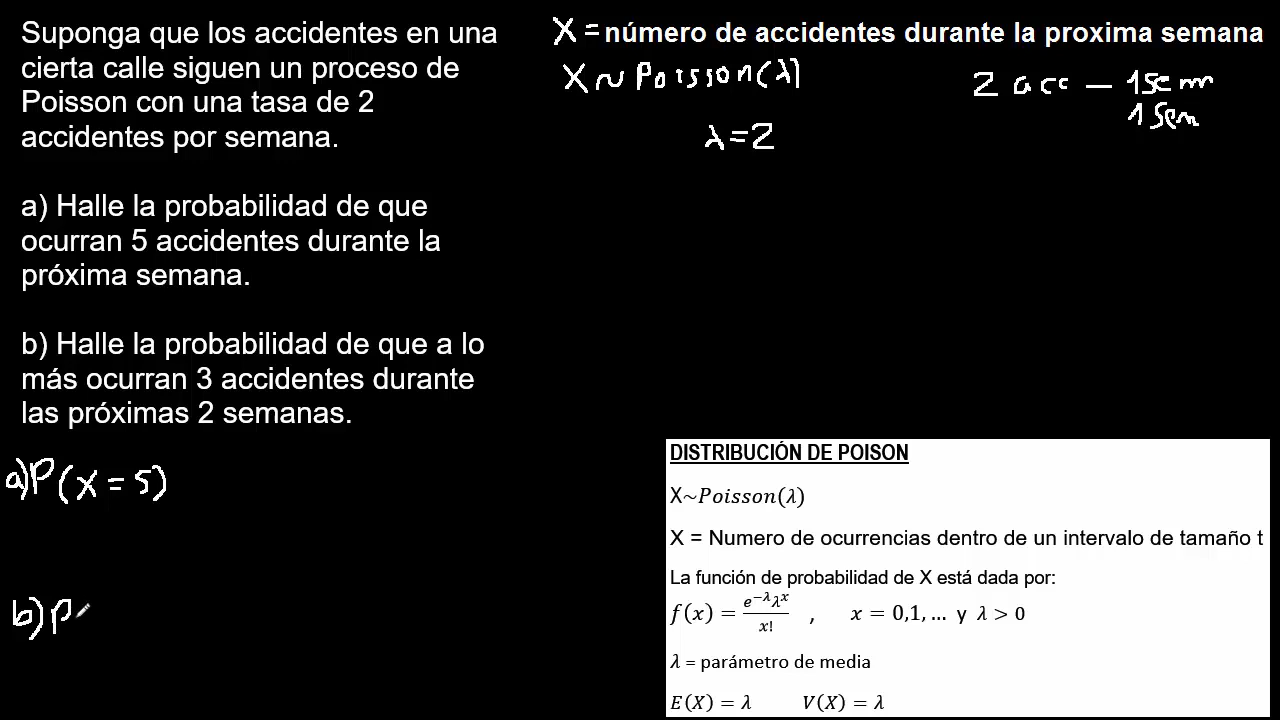 Suponga que los accidentes en una
cierta calle siguen un proceso de
Poisson con una tasa de 2
accidentes por semana.
a) Halle la probabilidad de que
ocurran 5 accidentes durante la
próxima semana.
b) Halle la probabilidad de que a lo
más ocurran 3 accidentes durante
las próximas 2 semanas.
a) P(X = 5)
b) P
X = número de accidentes durante la proxima semana
X ~ Poisson(λ)
λ = 2
2 acc — 1 sem
1 sem
DISTRIBUCIÓN DE POISON
X~Poisson(λ)
X = Numero de ocurrencias dentro de un intervalo de tamaño t
La función de probabilidad de X está dada por:
f(x) = e^{-λ}λ^x / x! , x = 0,1, ... y λ > 0
λ = parámetro de media
E(X) = λ V(X) = λ